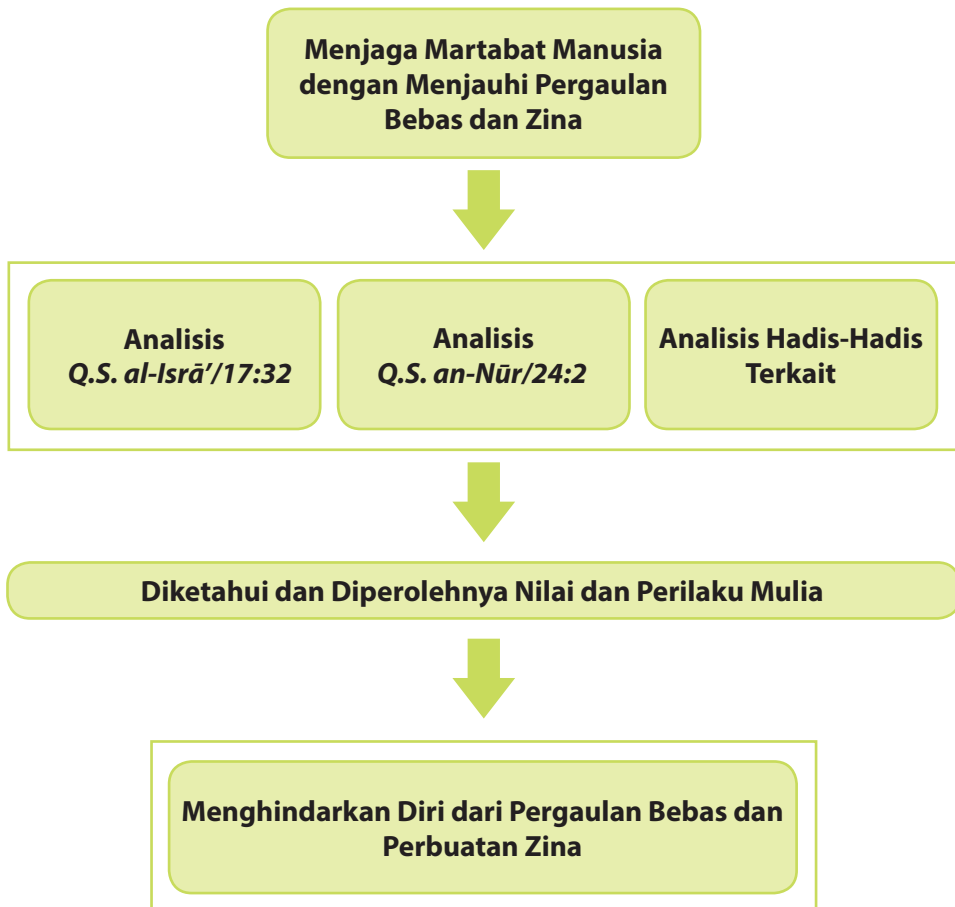 Menjaga Martabat Manusia
dengan Menjauhi Pergaulan
Bebas dan Zina
Analisis
Q.S. al-Isrā’/17:32
Analisis
Q.S. an-Nūr/24:2
Analisis Hadis-Hadis
Terkait
Diketahui dan Diperolehnya Nilai dan Perilaku Mulia
Menghindarkan Diri dari Pergaulan Bebas dan
Perbuatan Zina